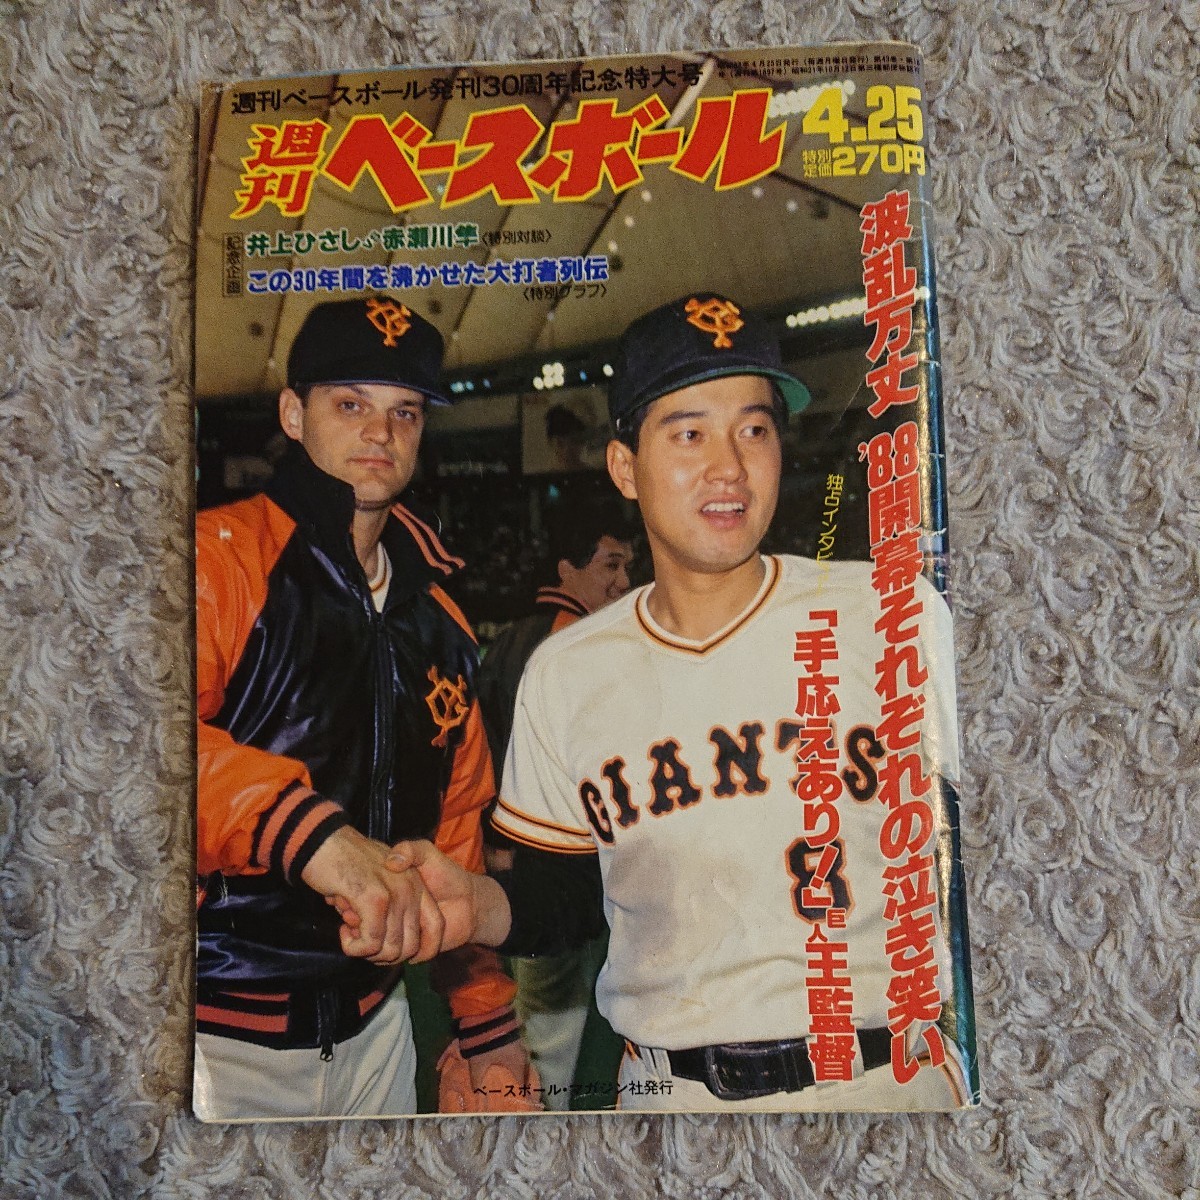 週刊ベースボール発刊30周年記念特大号
週刊ベースボール
4.25
特別定価270円
記念企画
井上ひさしvs赤瀬川隼〈特別対談〉
この30年間を沸かせた大打者列伝
〈特別グラフ〉
波乱万丈 '88開幕それぞれの泣き笑い
独占インタビュー
「手応えあり!」巨人王監督
GIANTS
8
ベースボール・マガジン社発行